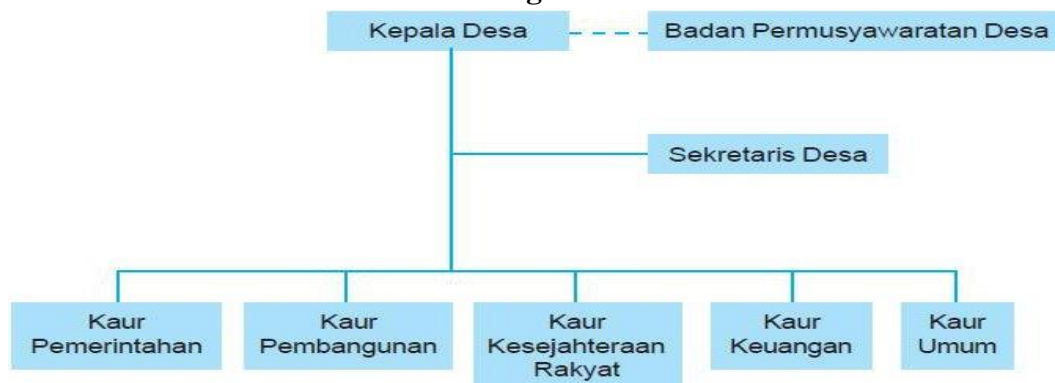 Kepala Desa
Badan Permusyawaratan Desa
Sekretaris Desa
Kaur
Pemerintahan
Kaur
Pembangunan
Kaur
Kesejahteraan
Rakyat
Kaur
Keuangan
Kaur
Umum